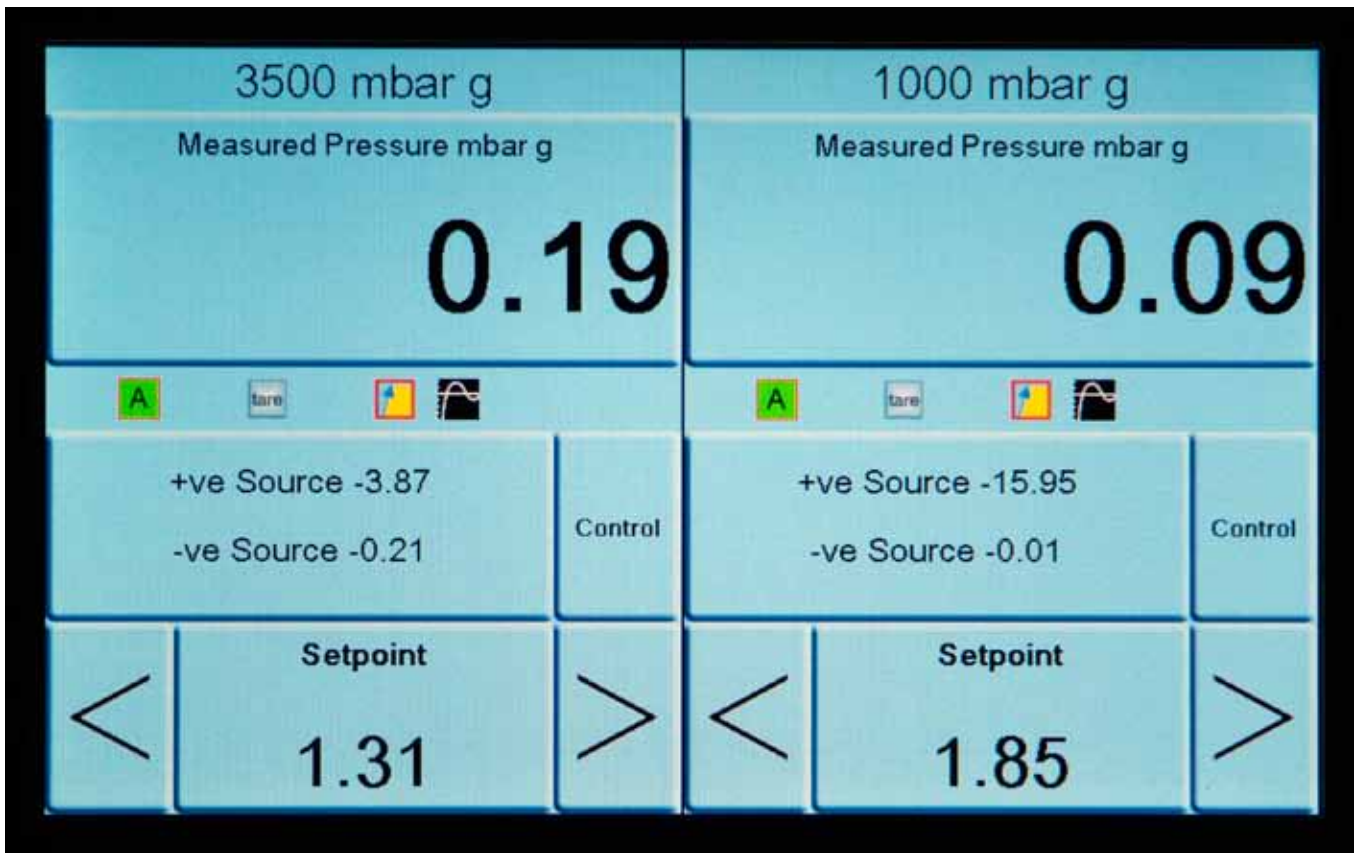 3500 mbar g
Measured Pressure mbar g
0.19
A
tare
+ve Source -3.87
-ve Source -0.21
Control
<
Setpoint
1.31
>
1000 mbar g
Measured Pressure mbar g
0.09
A
tare
+ve Source -15.95
-ve Source -0.01
Control
<
Setpoint
1.85
>